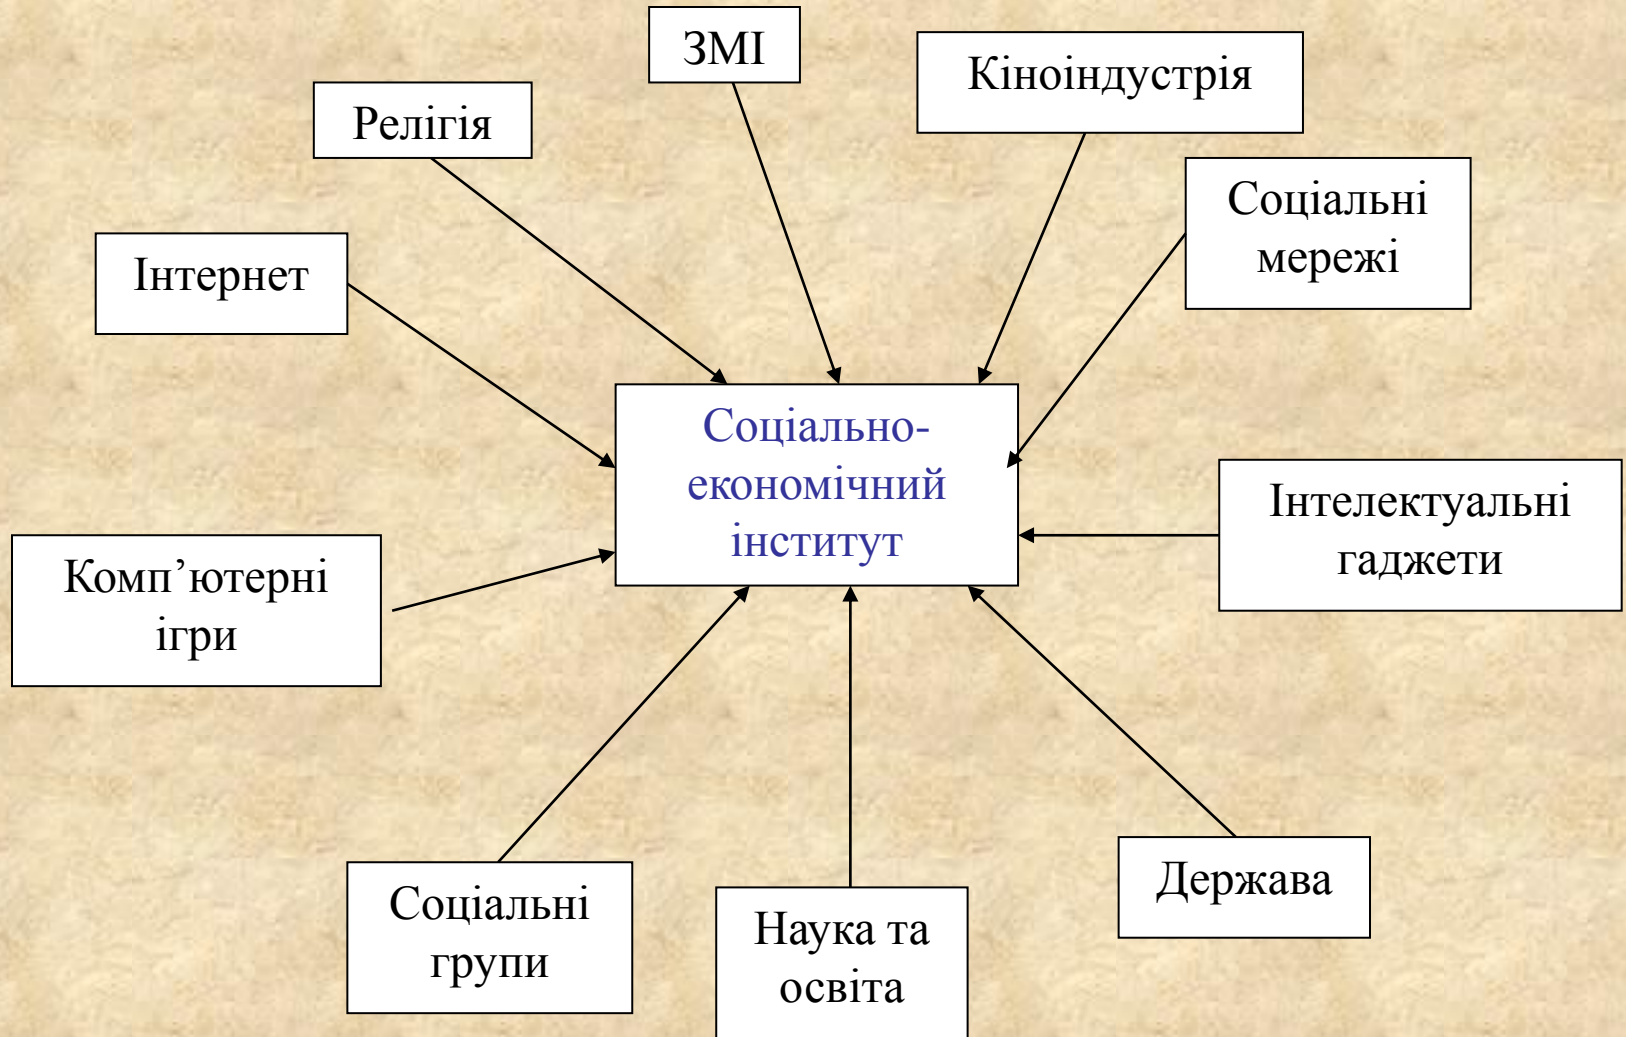 ЗМІ
Кіноіндустрія
Релігія
Соціальні
мережі
Інтернет
Соціально-
економічний
інститут
Інтелектуальні
гаджети
Комп’ютерні
ігри
Держава
Соціальні
групи
Наука та
освіта